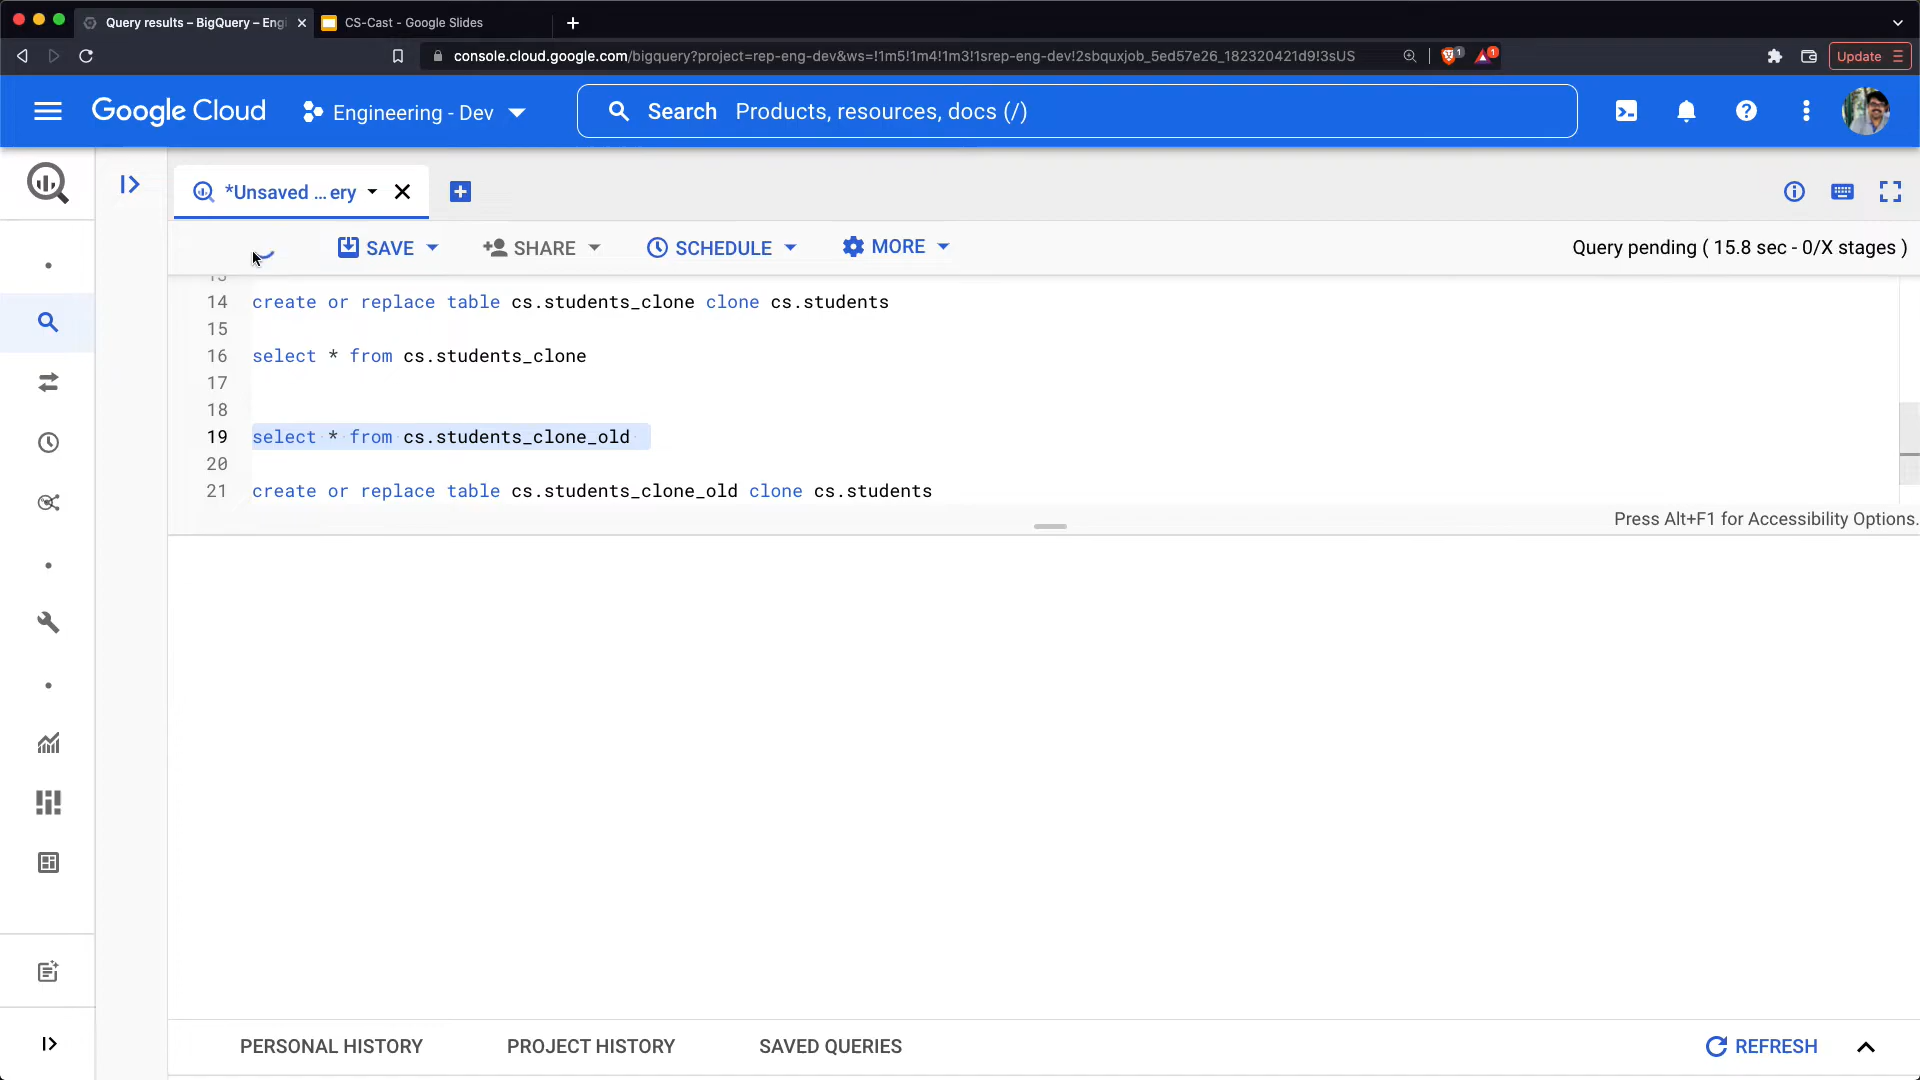 Query results – BigQuery – Engi
CS-Cast - Google Slides
console.cloud.google.com/bigquery?project=rep-eng-dev&ws=!1m5!1m4!1m3!1srep-eng-dev!2sbquxjob_5ed57e26_182320421d9!3sUS
1
1
Update
Google Cloud
Engineering - Dev
Search Products, resources, docs (/)
*Unsaved ... ery
SAVE
SHARE
SCHEDULE
MORE
Query pending ( 15.8 sec - 0/X stages )
14 create or replace table cs.students_clone clone cs.students
15
16 select * from cs.students_clone
17
18
19 select * from cs.students_clone_old
20
21 create or replace table cs.students_clone_old clone cs.students
Press Alt+F1 for Accessibility Options.
PERSONAL HISTORY
PROJECT HISTORY
SAVED QUERIES
REFRESH